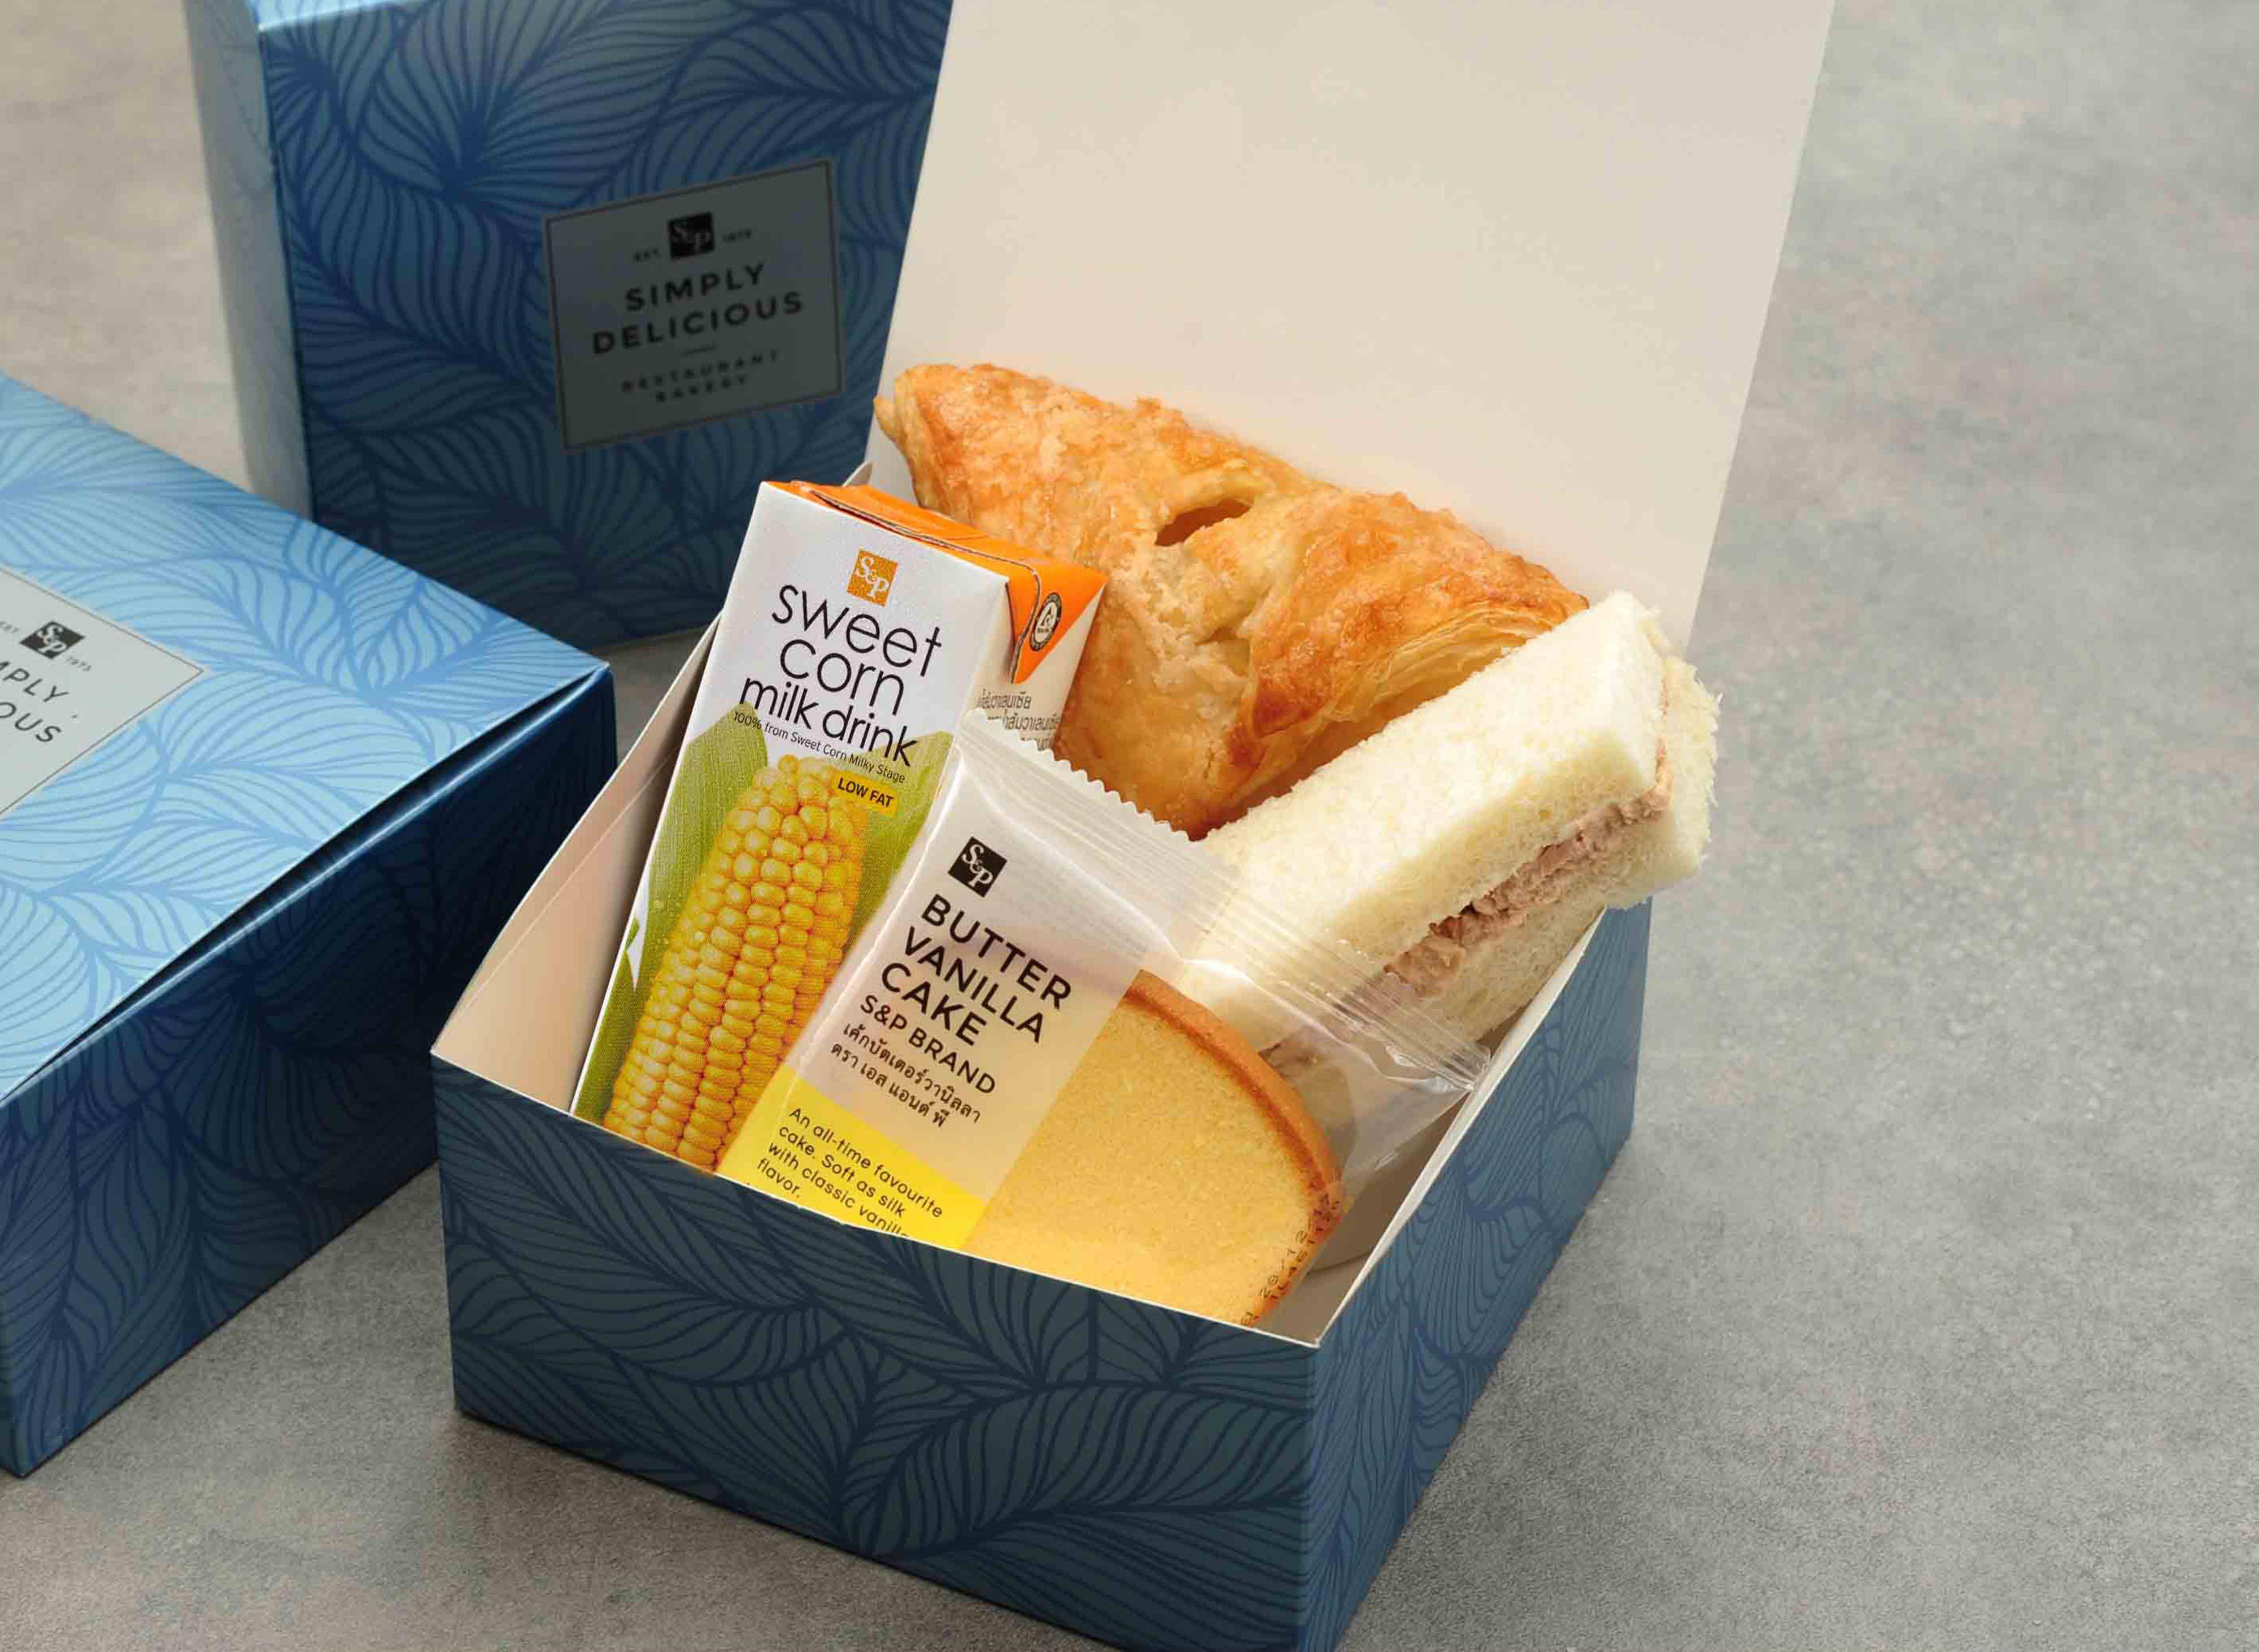 EST. S&P 1973
SIMPLY
DELICIOUS
RESTAURANT
BAKERY
EST S&P 1973
S&P
sweet
corn
milk drink
100% from Sweet Corn Milky Stage
LOW FAT
S&P
BUTTER
VANILLA
CAKE
S&P BRAND
เค้กบัตเตอร์วานิลลา
ตรา เอส แอนด์ พี
An all-time favourite
cake. Soft as silk
with classic vanilla
flavor.